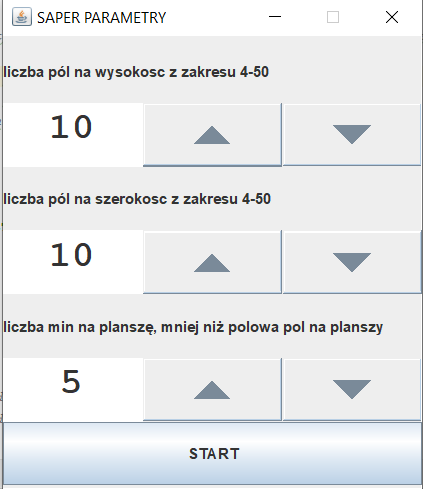 SAPER PARAMETRY
liczba pól na wysokosc z zakresu 4-50
10
liczba pól na szerokosc z zakresu 4-50
10
liczba min na planszę, mniej niż polowa pol na planszy
5
START